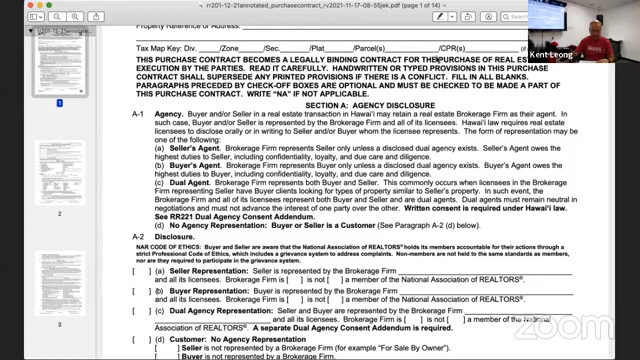 rr201-12-21annotated_purchasecontract_rv2021-11-17-08-55jek.pdf (page 1 of 14)
Property Reference or Address:
Tax Map Key: Div. /Zone /Sec. /Plat /Parcel(s) /CPR(s) (if
THIS PURCHASE CONTRACT BECOMES A LEGALLY BINDING CONTRACT FOR THE PURCHASE OF REAL ESTATE
EXECUTION BY THE PARTIES. READ IT CAREFULLY. HANDWRITTEN OR TYPED PROVISIONS IN THIS PURCHASE
CONTRACT SHALL SUPERSEDE ANY PRINTED PROVISIONS IF THERE IS A CONFLICT. FILL IN ALL BLANKS.
PARAGRAPHS PRECEDED BY CHECK-OFF BOXES ARE OPTIONAL AND MUST BE CHECKED TO BE MADE A PART OF
THIS PURCHASE CONTRACT. WRITE "NA" IF NOT APPLICABLE.
SECTION A: AGENCY DISCLOSURE
A-1 Agency. Buyer and/or Seller in a real estate transaction in Hawai'i may retain a real estate Brokerage Firm as their agent. In
such case, Buyer and/or Seller is represented by the Brokerage Firm and all of its licensees. Hawai'i law requires real estate
licensees to disclose orally or in writing to Seller and/or Buyer whom the licensee represents. The form of representation may be
one of the following:
(a) Seller's Agent. Brokerage Firm represents Seller only unless a disclosed dual agency exists. Seller's Agent owes the
highest duties to Seller, including confidentiality, loyalty, and due care and diligence.
(b) Buyer's Agent. Brokerage Firm represents Buyer only unless a disclosed dual agency exists. Buyer's Agent owes the
highest duties to Buyer, including confidentiality, loyalty, and due care and diligence.
(c) Dual Agent. Brokerage Firm represents both Buyer and Seller. This commonly occurs when licensees in the Brokerage
Firm representing Seller have Buyer clients looking for types of property similar to Seller's property. In such event, the
Brokerage Firm and all of its licensees represent both Buyer and Seller and are dual agents. Dual agents must remain neutral in
negotiations and must not advance the interest of one party over the other. Written consent is required under Hawai'i law.
See RR221 Dual Agency Consent Addendum.
(d) No Agency Representation: Buyer or Seller is a Customer (See Paragraph A-2 (d) below).
A-2 Disclosure.
NAR CODE OF ETHICS: Buyer and Seller are aware that the National Association of REALTORS® holds its members accountable for their actions through a
strict Professional Code of Ethics, which includes a grievance system to address complaints. Non-members are not held to the same standards as members,
nor are they required to participate in the grievance system.
[ ] (a) Seller Representation: Seller is represented by the Brokerage Firm
and all its licensees. Brokerage Firm is [ ] is not [ ] a member of the National Association of REALTORS®.
[ ] (b) Buyer Representation: Buyer is represented by the Brokerage Firm
and all its licensees. Brokerage Firm is [ ] is not [ ] a member of the National Association of REALTORS®.
[ ] (c) Dual Agency Representation: Seller and Buyer are represented by the Brokerage Firm
and all its licensees. Brokerage Firm is [ ] is not [ ] a member of the National
Association of REALTORS®. A separate Dual Agency Consent Addendum is required.
[ ] (d) Customer: No Agency Representation
[ ] Seller is not represented by a Brokerage Firm (for example "For Sale By Owner").
[ ] Buyer is not represented by a Brokerage Firm.
1
2
3
Kent Leong
zoom